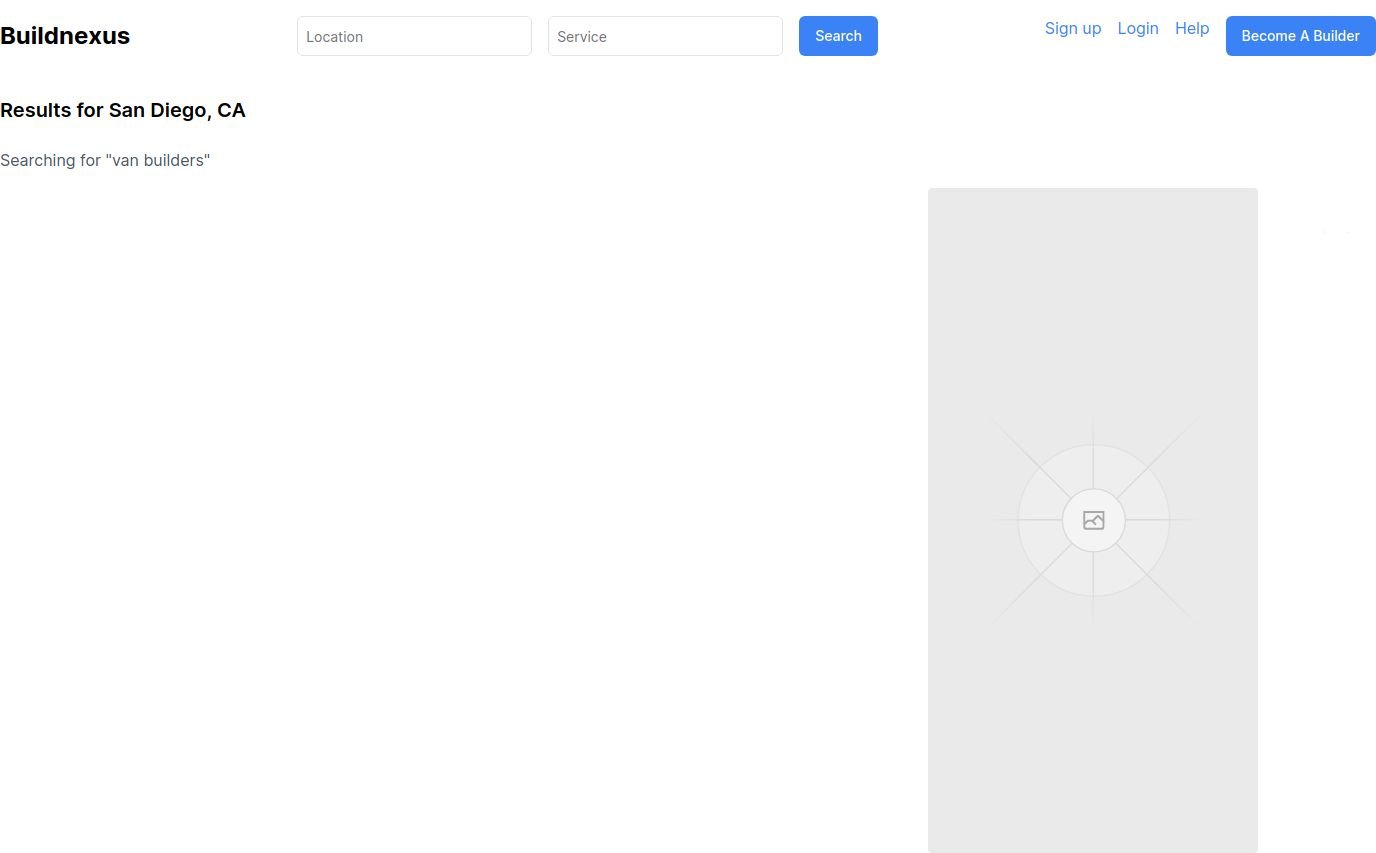 Buildnexus
Location
Service
Search
Sign up
Login
Help
Become A Builder
Results for San Diego, CA
Searching for "van builders"